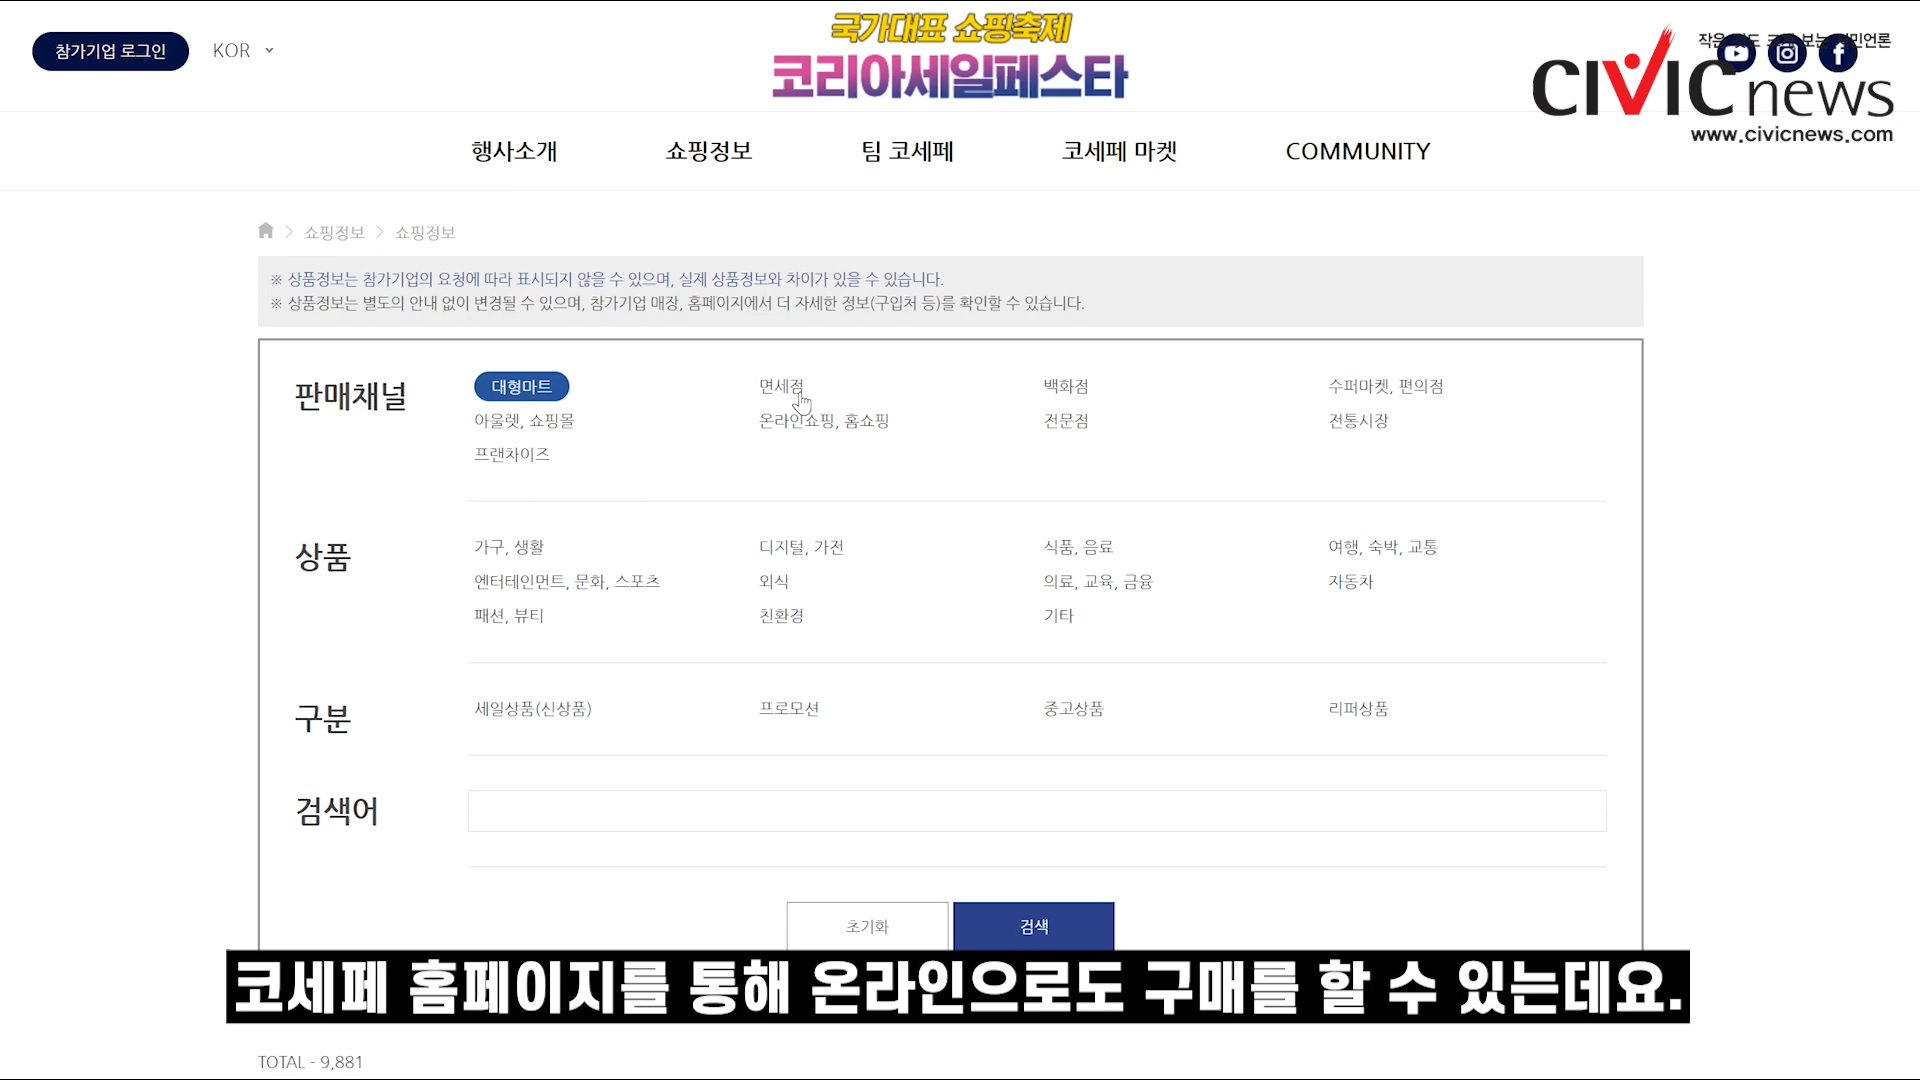 참가기업 로그인
KOR
국가대표 쇼핑축제
코리아세일페스타
작은 것도 크게 보는 시민언론
CIVIC news
www.civicnews.com
행사소개
쇼핑정보
팀 코세페
코세페 마켓
COMMUNITY
쇼핑정보
쇼핑정보
※ 상품정보는 참가기업의 요청에 따라 표시되지 않을 수 있으며, 실제 상품정보와 차이가 있을 수 있습니다.
※ 상품정보는 별도의 안내 없이 변경될 수 있으며, 참가기업 매장, 홈페이지에서 더 자세한 정보(구입처 등)를 확인할 수 있습니다.
판매채널
대형마트
면세점
백화점
수퍼마켓, 편의점
아울렛, 쇼핑몰
온라인쇼핑, 홈쇼핑
전문점
전통시장
프랜차이즈
상품
가구, 생활
디지털, 가전
식품, 음료
여행, 숙박, 교통
엔터테인먼트, 문화, 스포츠
외식
의료, 교육, 금융
자동차
패션, 뷰티
친환경
기타
구분
세일상품(신상품)
프로모션
중고상품
리퍼상품
검색어
초기화
검색
코세페 홈페이지를 통해 온라인으로도 구매를 할 수 있는데요.
TOTAL - 9,881